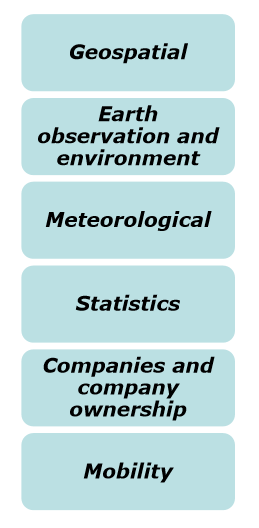 Geospatial
Earth
observation and
environment
Meteorological
Statistics
Companies and
company
ownership
Mobility